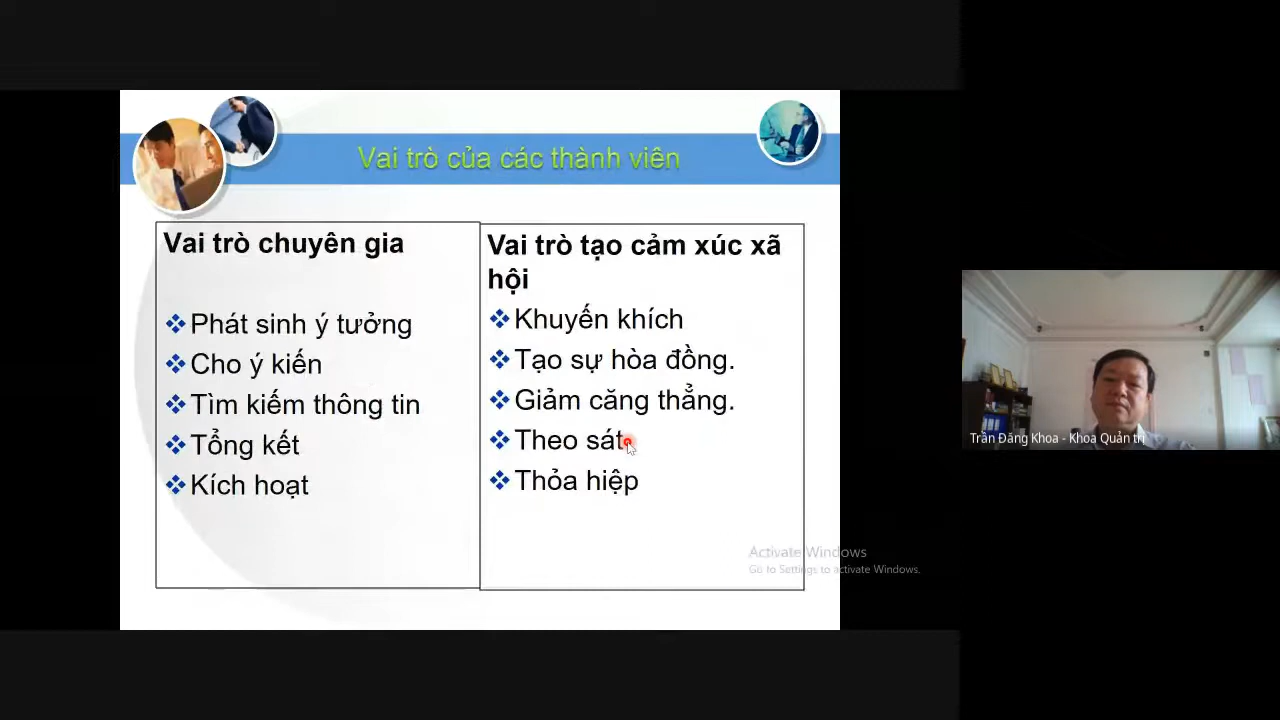 Vai trò của các thành viên
Vai trò chuyên gia
Phát sinh ý tưởng
Cho ý kiến
Tìm kiếm thông tin
Tổng kết
Kích hoạt
Vai trò tạo cảm xúc xã
hội
Khuyến khích
Tạo sự hòa đồng.
Giảm căng thẳng.
Theo sát
Thỏa hiệp
Activate Windows
Go to Settings to activate Windows.
Trần Đăng Khoa - Khoa Quản trị